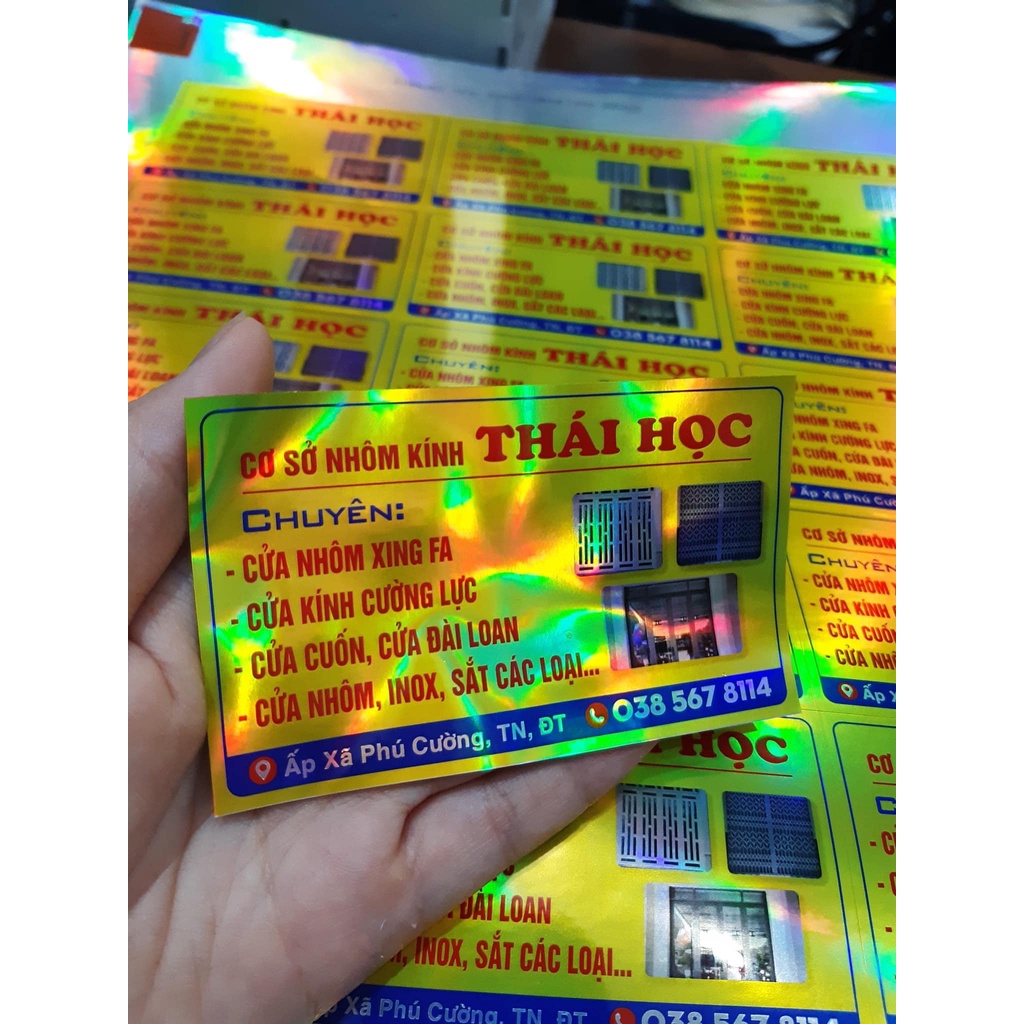 CƠ SỞ NHÔM KÍNH THÁI HỌC
CHUYÊN:
- CỬA NHÔM XING FA
- CỬA KÍNH CƯỜNG LỰC
- CỬA CUỐN, CỬA ĐÀI LOAN
- CỬA NHÔM, INOX, SẮT CÁC LOẠI...
Ấp Xã Phú Cường, TN, ĐT 038 567 8114